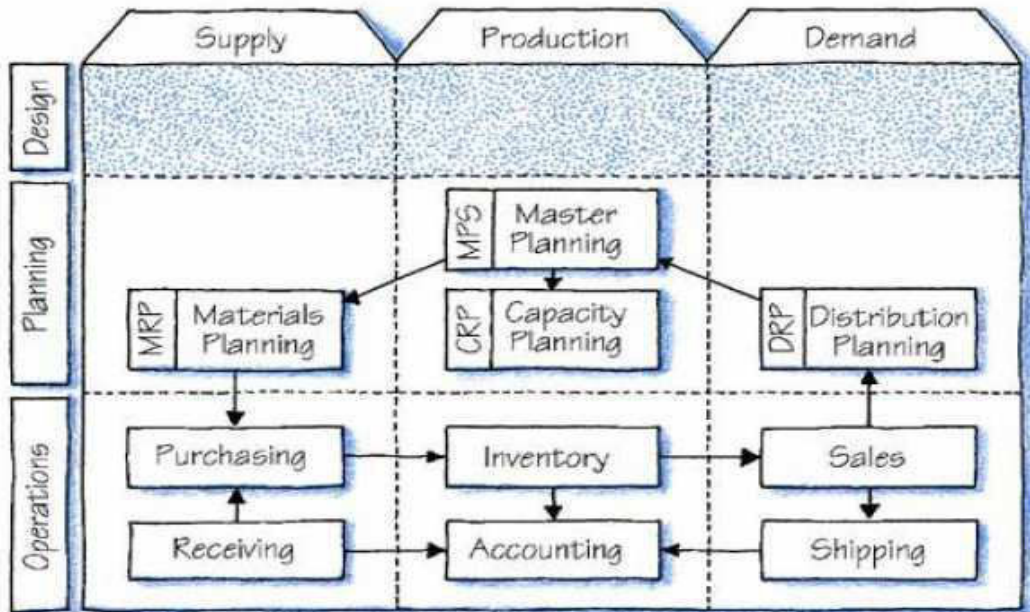 Supply
Production
Demand
Design
Planning
MPS
Master
Planning
MRP
Materials
Planning
CRP
Capacity
Planning
DRP
Distribution
Planning
Operations
Purchasing
Inventory
Sales
Receiving
Accounting
Shipping